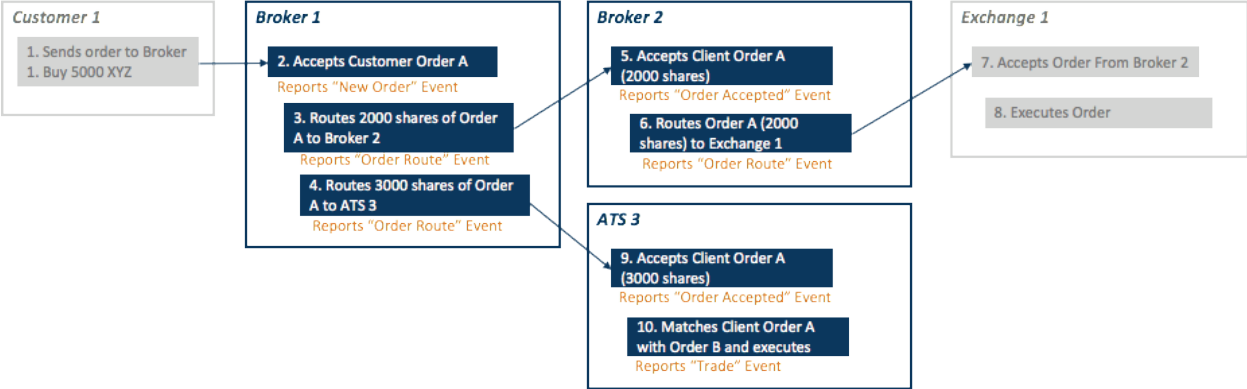 Customer 1
1. Sends order to Broker
1. Buy 5000 XYZ
Broker 1
2. Accepts Customer Order A
Reports “New Order” Event
3. Routes 2000 shares of Order
A to Broker 2
Reports “Order Route” Event
4. Routes 3000 shares of Order
A to ATS 3
Reports “Order Route” Event
Broker 2
5. Accepts Client Order A
(2000 shares)
Reports “Order Accepted” Event
6. Routes Order A (2000
shares) to Exchange 1
Reports “Order Route” Event
Exchange 1
7. Accepts Order From Broker 2
8. Executes Order
ATS 3
9. Accepts Client Order A
(3000 shares)
Reports “Order Accepted” Event
10. Matches Client Order A
with Order B and executes
Reports “Trade” Event